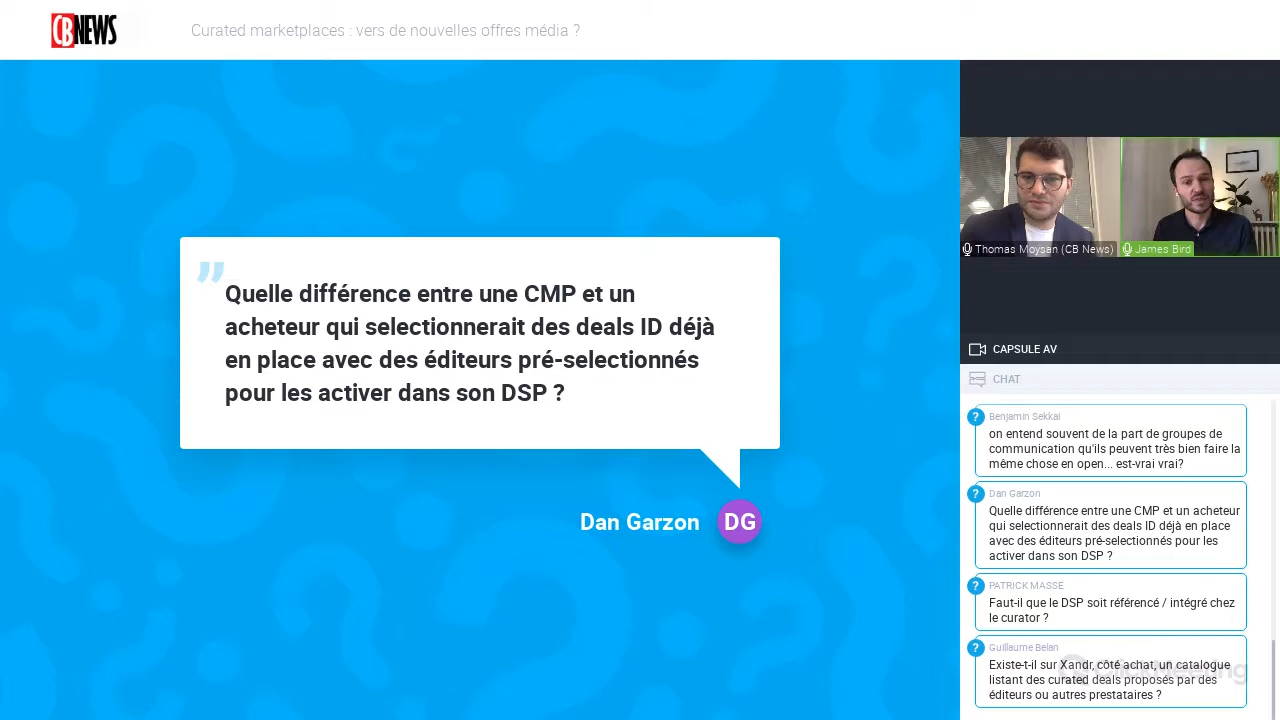 CBNEWS
Curated marketplaces : vers de nouvelles offres média ?
"
Quelle différence entre une CMP et un
acheteur qui selectionnerait des deals ID déjà
en place avec des éditeurs pré-selectionnés
pour les activer dans son DSP ?
Dan Garzon
DG
Thomas Moysan (CB News)
James Bird
CAPSULE AV
CHAT
?
Benjamin Sekkai
on entend souvent de la part de groupes de
communication qu'ils peuvent très bien faire la
même chose en open... est-vrai vrai?
?
Dan Garzon
Quelle différence entre une CMP et un acheteur
qui selectionnerait des deals ID déjà en place
avec des éditeurs pré-selectionnés pour les
activer dans son DSP ?
?
PATRICK MASSE
Faut-il que le DSP soit référencé / intégré chez
le curator ?
?
Guillaume Belan
Existe-t-il sur Xandr, côté achat, un catalogue
listant des curated deals proposés par des
éditeurs ou autres prestataires ?